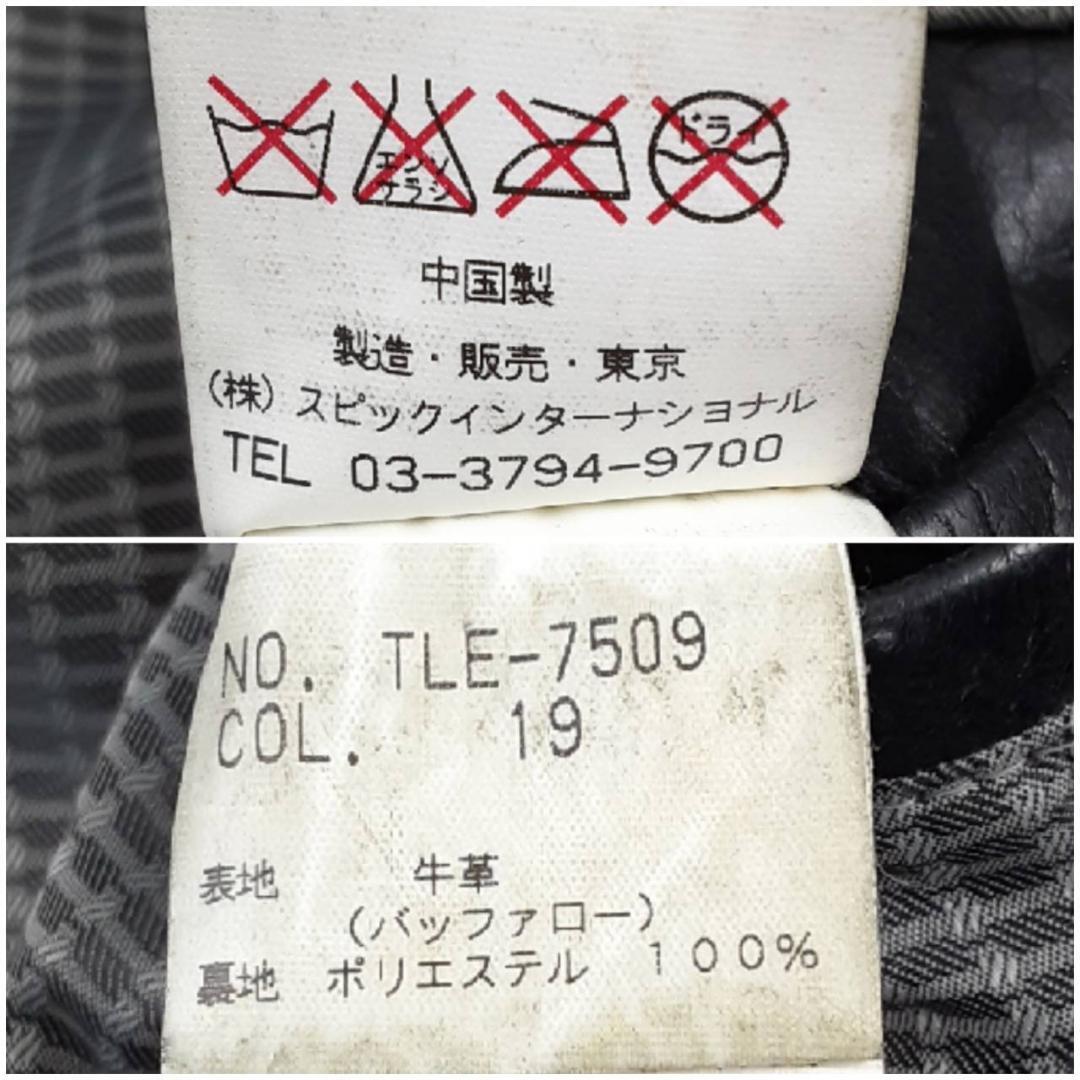 エンソ
ナラシ
ドライ
中国製
製造・販売・東京
(株)スピックインターナショナル
TEL 03-3794-9700
NO. TLE-7509
COL. 19
表地 牛革
(バッファロー)
裏地 ポリエステル 100%